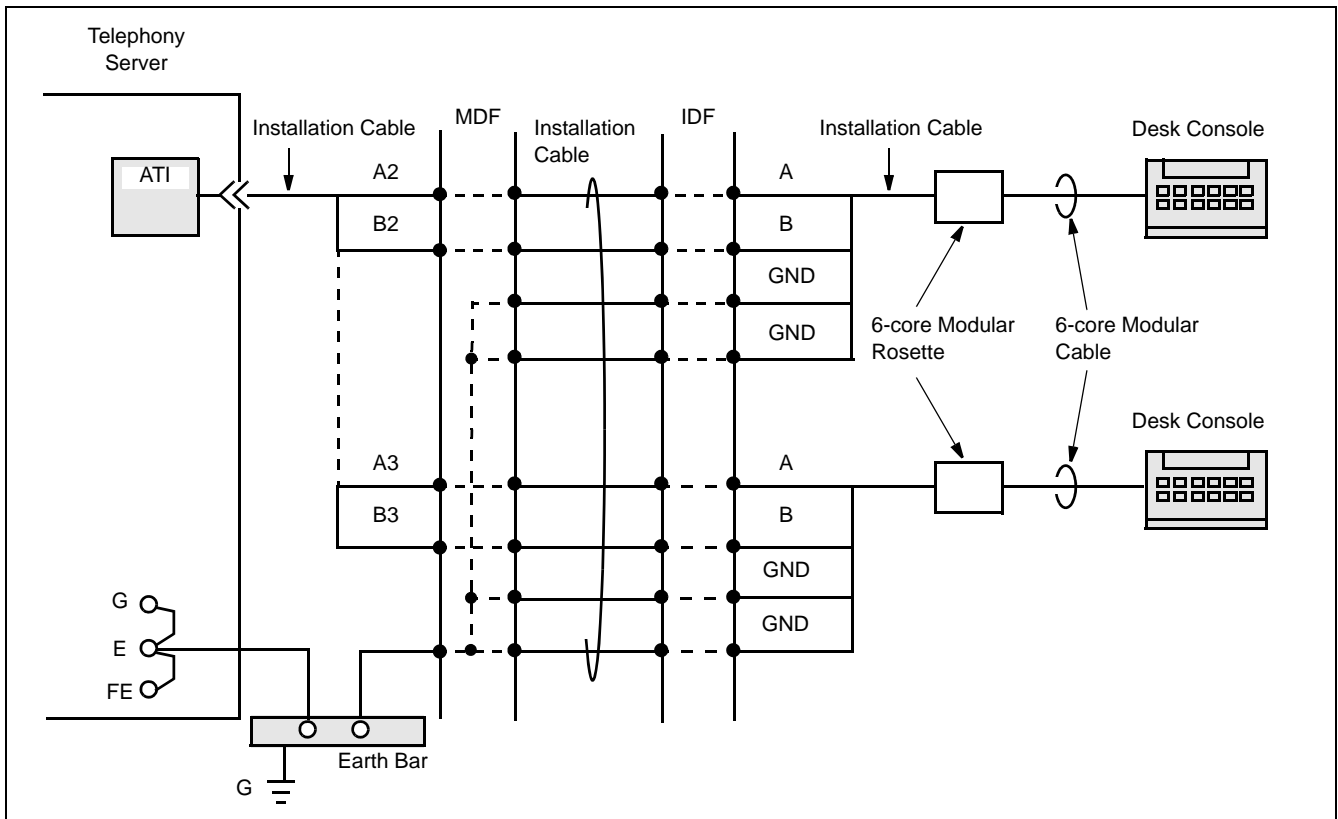 Telephony
Server
MDF
IDF
Installation Cable
Installation
Cable
Installation Cable
Desk Console
ATI
A2
A
B2
B
GND
GND
6-core Modular
Rosette
6-core Modular
Cable
Desk Console
A3
A
B3
B
GND
GND
G
E
FE
Earth Bar
G